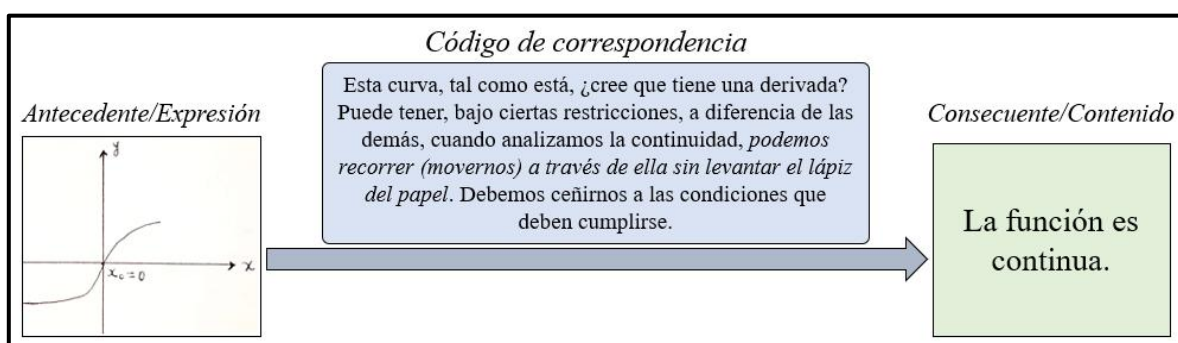 Código de correspondencia
Antecedente/Expresión
Esta curva, tal como está, ¿cree que tiene una derivada?
Puede tener, bajo ciertas restricciones, a diferencia de las
demás, cuando analizamos la continuidad, podemos
recorrer (movernos) a través de ella sin levantar el lápiz
del papel. Debemos ceñirnos a las condiciones que
deben cumplirse.
Consecuente/Contenido
y
x
x₀=0
La función es
continua.